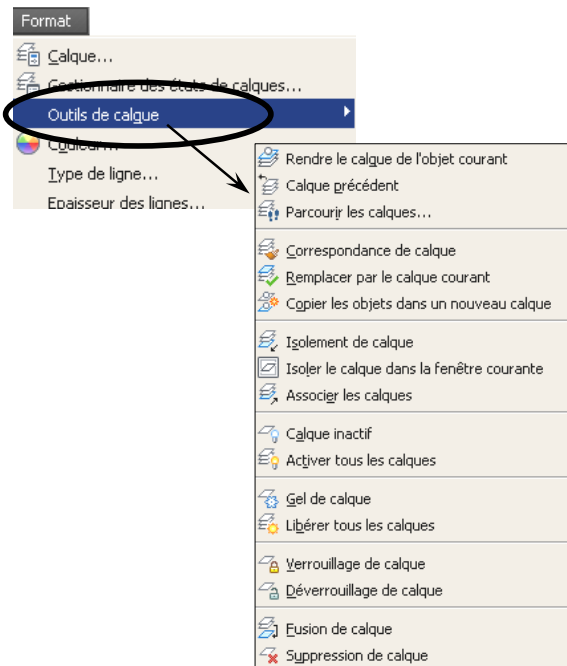 Format
Calque...
Gestionnaire des états de calques...
Outils de calque
Couleur...
Type de ligne...
Epaisseur des lignes...
Rendre le calque de l'objet courant
Calque précédent
Parcourir les calques...
Correspondance de calque
Remplacer par le calque courant
Copier les objets dans un nouveau calque
Isolement de calque
Isoler le calque dans la fenêtre courante
Associer les calques
Calque inactif
Activer tous les calques
Gel de calque
Libérer tous les calques
Verrouillage de calque
Déverrouillage de calque
Fusion de calque
Suppression de calque